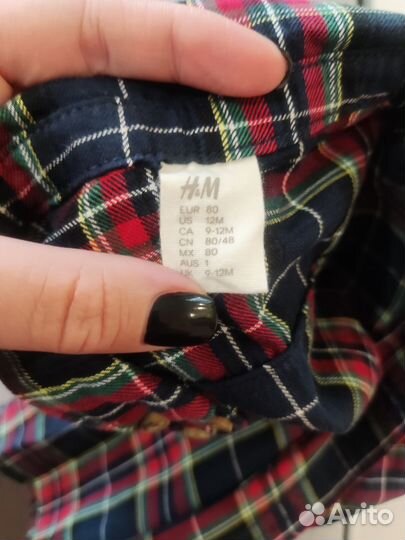 H&M
EUR 80
US 12M
CA 9-12M
CN 80/48
MX 80
AUS 1
UK 9-12M
Avito